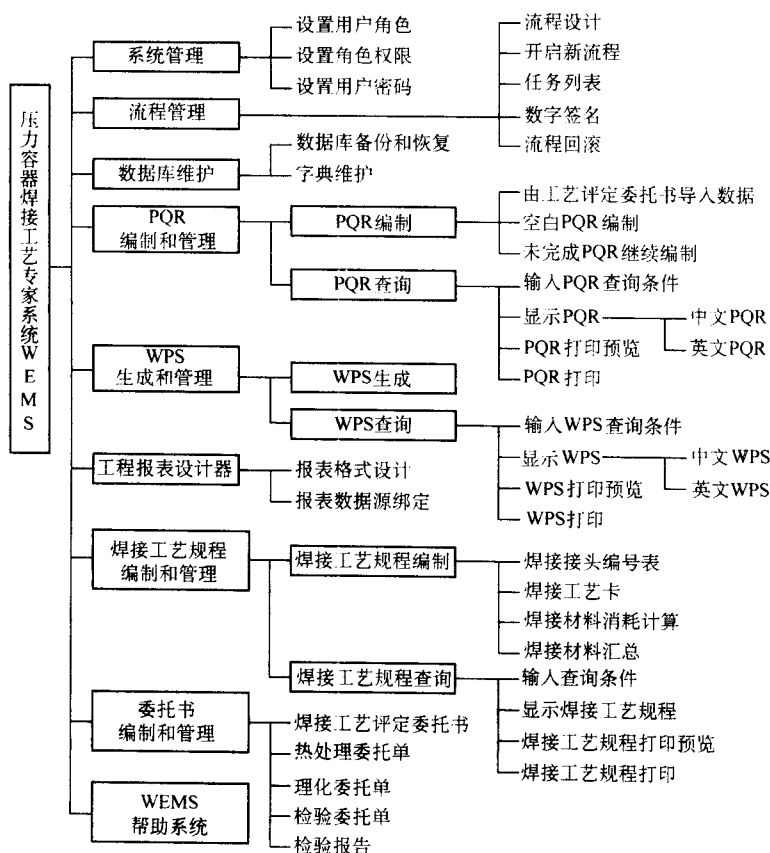 压力容器焊接工艺专家系统WEMS
系统管理
设置用户角色
设置角色权限
设置用户密码
流程管理
流程设计
开启新流程
任务列表
数字签名
流程回滚
数据库维护
数据库备份和恢复
字典维护
PQR
编制和管理
PQR编制
由工艺评定委托书导入数据
空白PQR编制
未完成PQR继续编制
PQR查询
输入PQR查询条件
显示PQR
中文PQR
英文PQR
PQR打印预览
PQR打印
WPS
生成和管理
WPS生成
WPS查询
输入WPS查询条件
显示WPS
中文WPS
英文WPS
WPS打印预览
WPS打印
工程报表设计器
报表格式设计
报表数据源绑定
焊接工艺规程
编制和管理
焊接工艺规程编制
焊接接头编号表
焊接工艺卡
焊接材料消耗计算
焊接材料汇总
焊接工艺规程查询
输入查询条件
显示焊接工艺规程
焊接工艺规程打印预览
焊接工艺规程打印
委托书
编制和管理
焊接工艺评定委托书
热处理委托单
理化委托单
检验委托单
检验报告
WEMS
帮助系统